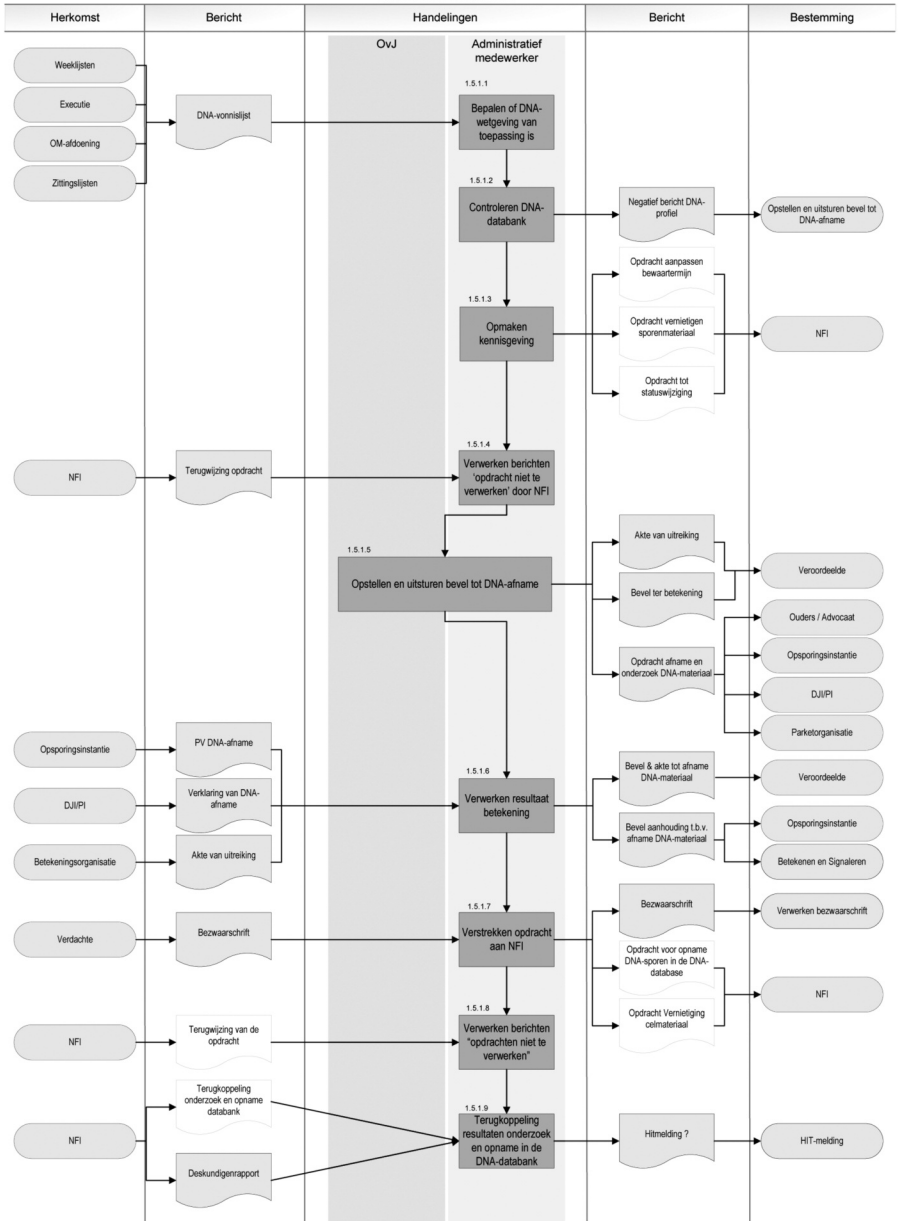 Herkomst
Bericht
Handelingen
Bericht
Bestemming
OvJ
Administratief
medewerker
Weeklijsten
Executie
OM-afdoening
Zittingslijsten
DNA-vonnislijst
1.5.1.1
Bepalen of DNA-
wetgeving van
toepassing is
1.5.1.2
Controleren DNA-
databank
Negatief bericht DNA-
profiel
Opstellen en uitsturen bevel tot
DNA-afname
1.5.1.3
Opmaken
kennisgeving
Opdracht aanpassen
bewaartermijn
Opdracht vernietigen
sporenmateriaal
Opdracht tot
statuswijziging
NFI
NFI
Terugwijzing opdracht
1.5.1.4
Verwerken berichten
‘opdracht niet te
verwerken’ door NFI
1.5.1.5
Opstellen en uitsturen bevel tot DNA-afname
Akte van uitreiking
Bevel ter betekening
Opdracht afname en
onderzoek DNA-materiaal
Veroordeelde
Ouders / Advocaat
Opsporingsinstantie
DJI/PI
Parketorganisatie
Opsporingsinstantie
PV DNA-afname
DJI/PI
Verklaring van DNA-
afname
Betekeningsorganisatie
Akte van uitreiking
1.5.1.6
Verwerken resultaat
betekening
Bevel & akte tot afname
DNA-materiaal
Veroordeelde
Bevel aanhouding t.b.v.
afname DNA-materiaal
Opsporingsinstantie
Betekenen en Signaleren
Verdachte
Bezwaarschrift
1.5.1.7
Verstrekken opdracht
aan NFI
Bezwaarschrift
Verwerken bezwaarschrift
Opdracht voor opname
DNA-sporen in de DNA-
database
Opdracht Vernietiging
celmateriaal
NFI
NFI
Terugwijzing van de
opdracht
1.5.1.8
Verwerken berichten
“opdrachten niet te
verwerken”
NFI
Terugkoppeling
onderzoek en opname
databank
Deskundigenrapport
1.5.1.9
Terugkoppeling
resultaten onderzoek
en opname in de
DNA-databank
Hitmelding ?
HIT-melding